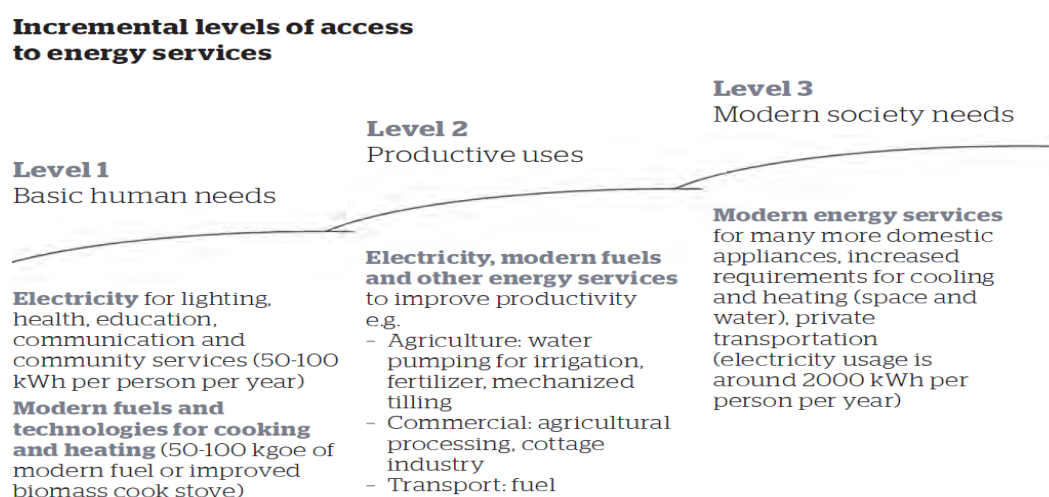 Incremental levels of access
to energy services
Level 1
Basic human needs
Electricity for lighting,
health, education,
communication and
community services (50-100
kWh per person per year)
Modern fuels and
technologies for cooking
and heating (50-100 kgoe of
modern fuel or improved
biomass cook stove)
Level 2
Productive uses
Electricity, modern fuels
and other energy services
to improve productivity
e.g.
– Agriculture: water
pumping for irrigation,
fertilizer, mechanized
tilling
– Commercial: agricultural
processing, cottage
industry
– Transport: fuel
Level 3
Modern society needs
Modern energy services
for many more domestic
appliances, increased
requirements for cooling
and heating (space and
water), private
transportation
(electricity usage is
around 2000 kWh per
person per year)